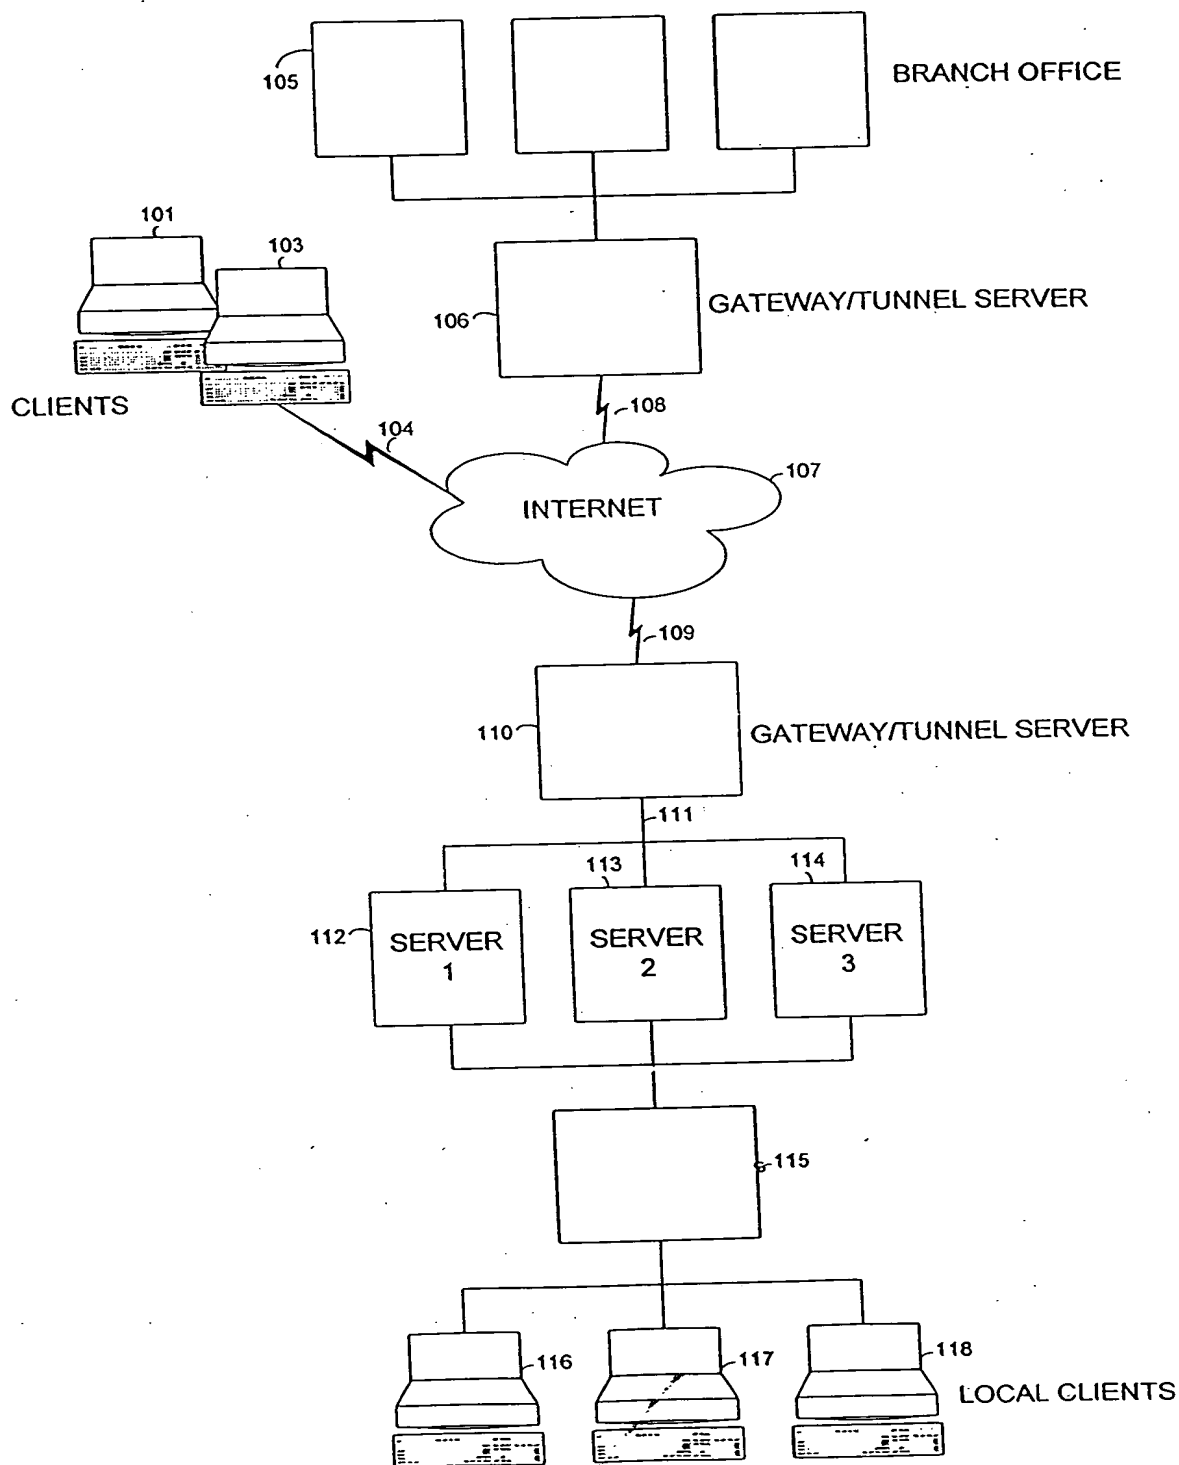 105
BRANCH OFFICE
101
103
106
GATEWAY/TUNNEL SERVER
CLIENTS
104
108
107
INTERNET
109
110
GATEWAY/TUNNEL SERVER
111
113
114
112
SERVER
1
SERVER
2
SERVER
3
115
116
117
118
LOCAL CLIENTS